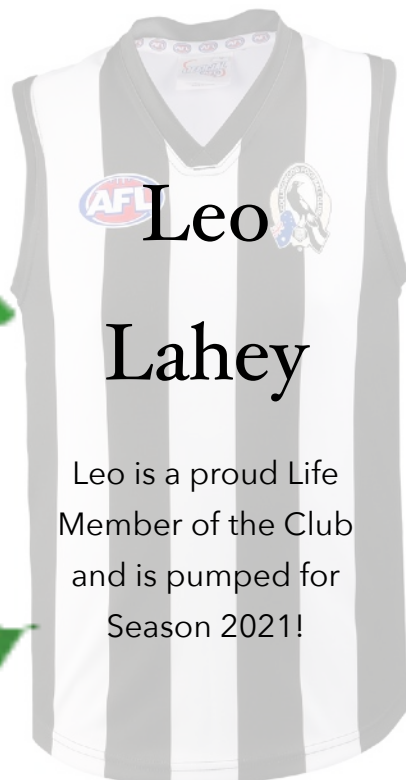 AFL
Leo
Lahey
Leo is a proud Life
Member of the Club
and is pumped for
Season 2021!